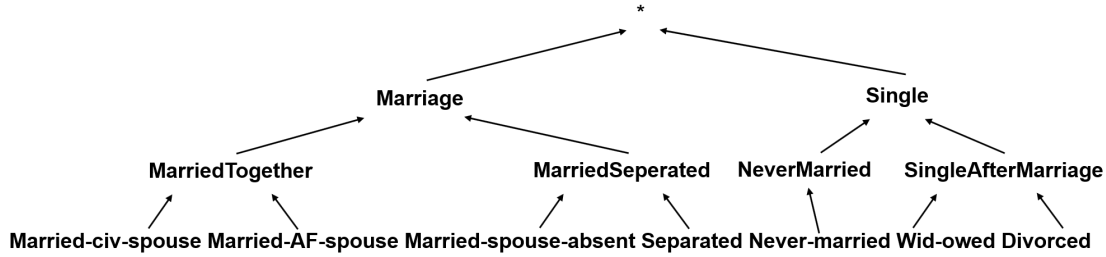 *
Marriage Single
MarriedTogether MarriedSeperated NeverMarried SingleAfterMarriage
Married-civ-spouse Married-AF-spouse Married-spouse-absent Separated Never-married Wid-owed Divorced